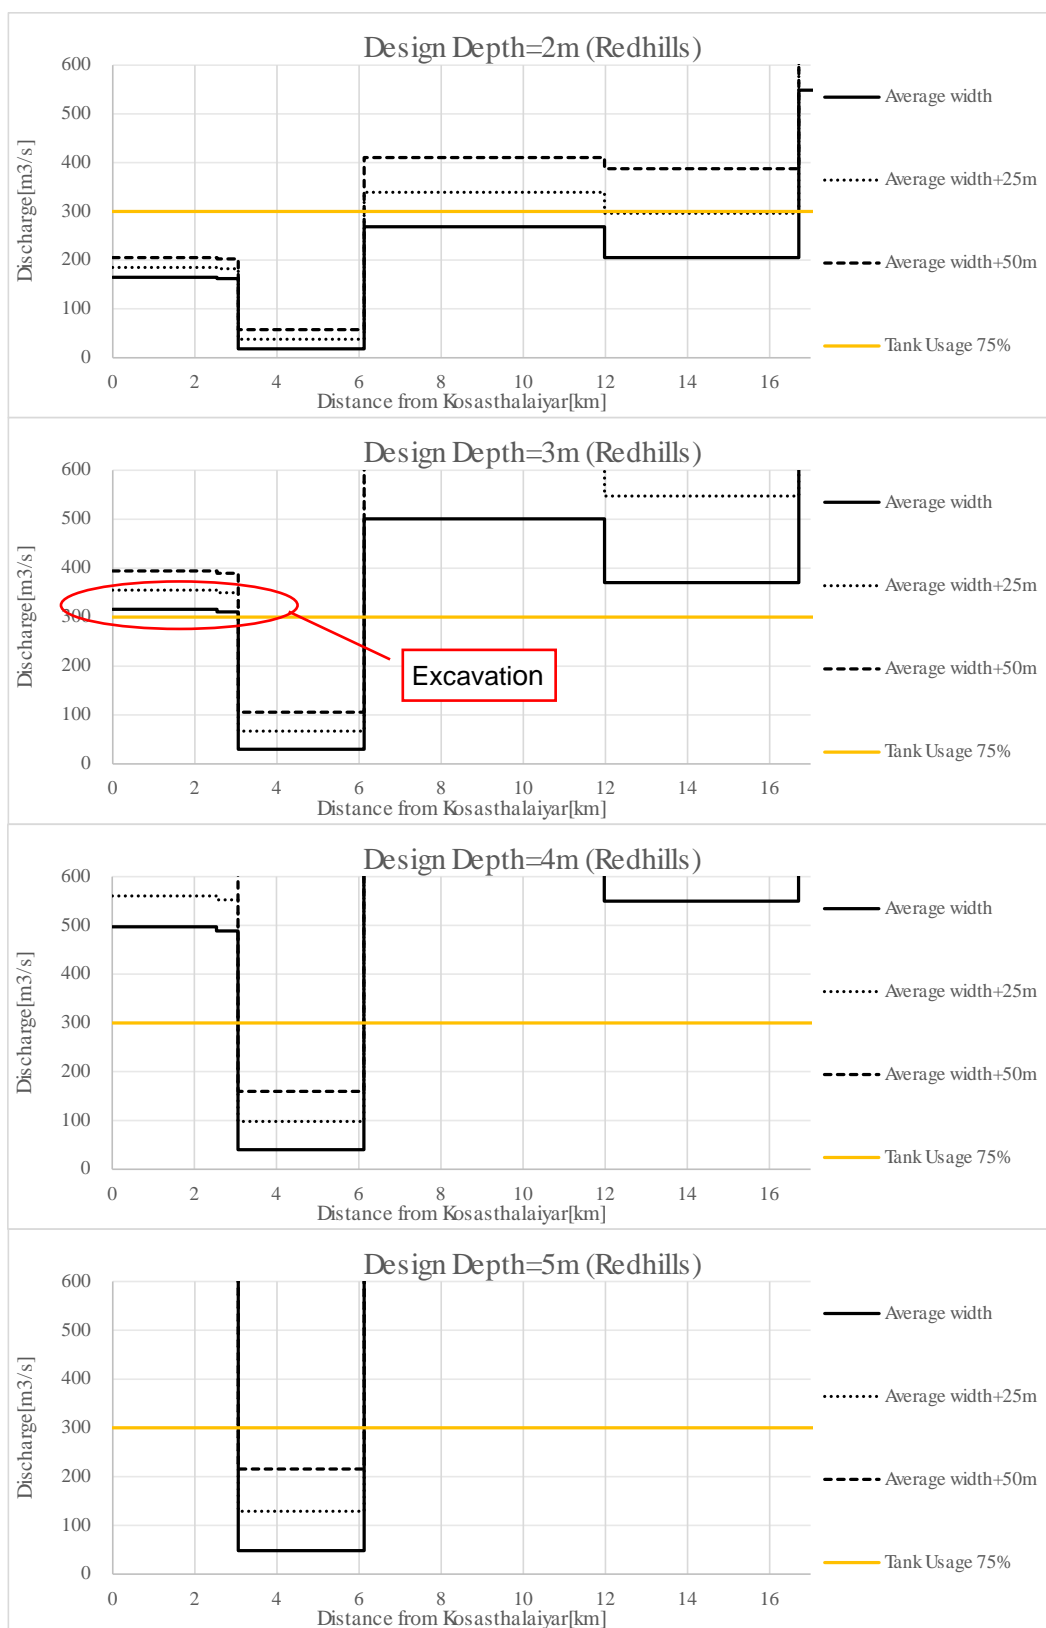 Design Depth=2m (Redhills)
600
500
400
300
200
100
0
Discharge[m3/s]
0 2 4 6 8 10 12 14 16
Distance from Kosasthalaiyar[km]
Average width
Average width+25m
Average width+50m
Tank Usage 75%
Design Depth=3m (Redhills)
600
500
400
300
200
100
0
Discharge[m3/s]
Excavation
0 2 4 6 8 10 12 14 16
Distance from Kosasthalaiyar[km]
Average width
Average width+25m
Average width+50m
Tank Usage 75%
Design Depth=4m (Redhills)
600
500
400
300
200
100
0
Discharge[m3/s]
0 2 4 6 8 10 12 14 16
Distance from Kosasthalaiyar[km]
Average width
Average width+25m
Average width+50m
Tank Usage 75%
Design Depth=5m (Redhills)
600
500
400
300
200
100
0
Discharge[m3/s]
0 2 4 6 8 10 12 14 16
Distance from Kosasthalaiyar[km]
Average width
Average width+25m
Average width+50m
Tank Usage 75%